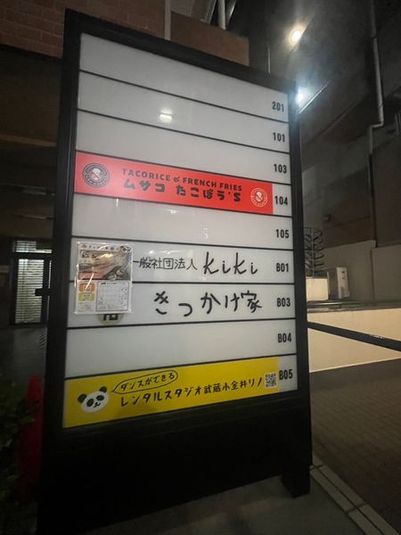 201
101
103
TACORICE & FRENCH FRIES
ムサコ たこぼう'S
104
105
一般社団法人 kiki
B01
きっかけ家
B03
B04
ダンスができる
レンタルスタジオ武蔵小金井リノ
B05